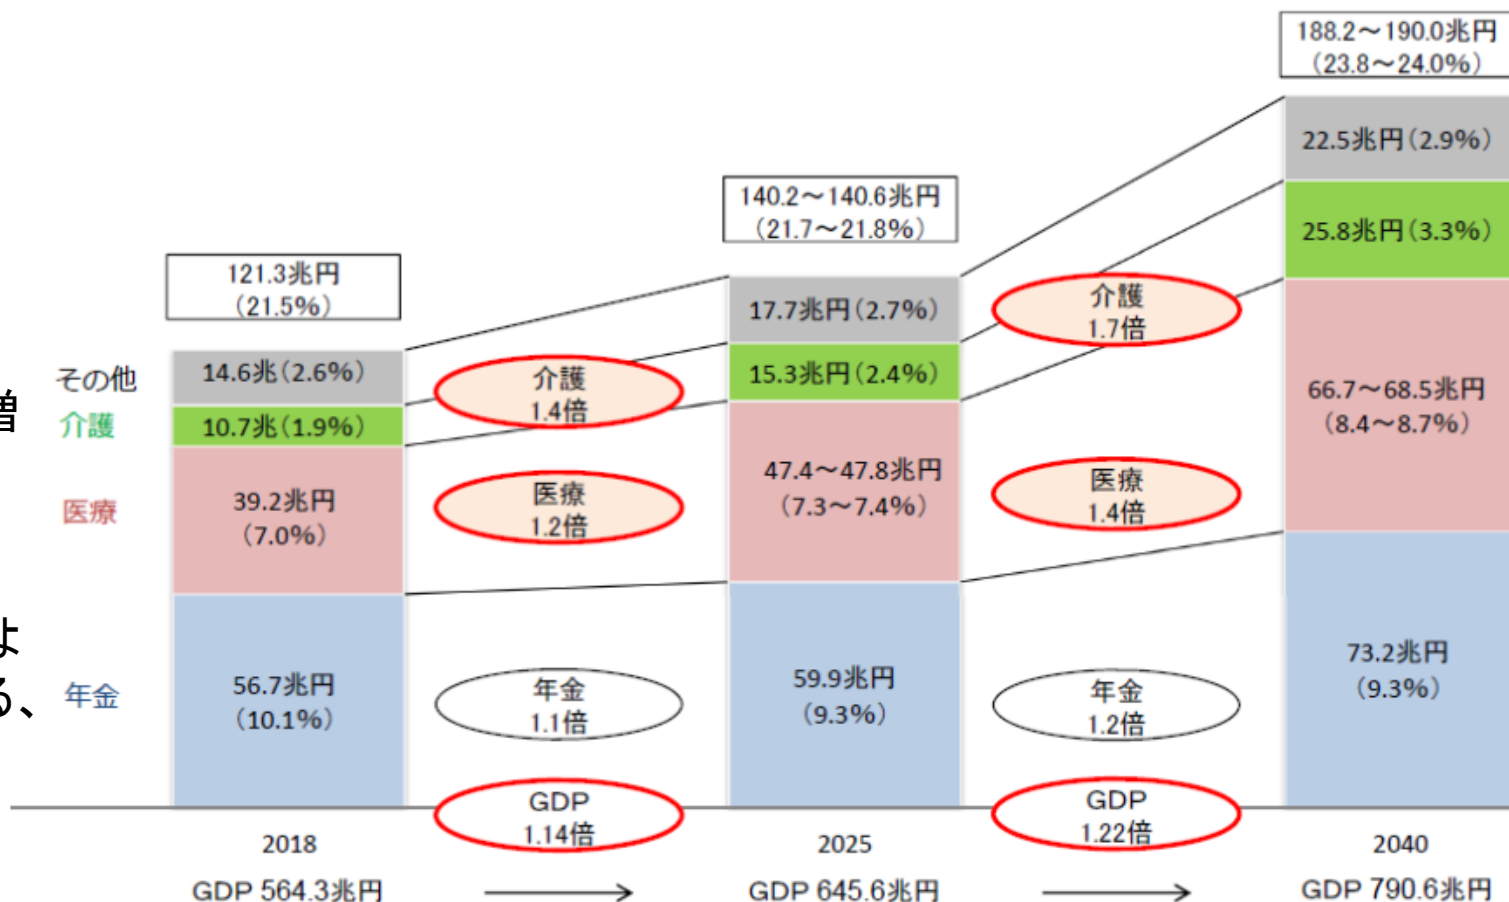 188.2～190.0兆円
（23.8～24.0%）
22.5兆円（2.9%）
25.8兆円（3.3%）
66.7～68.5兆円
（8.4～8.7%）
73.2兆円
（9.3%）
140.2～140.6兆円
（21.7～21.8%）
17.7兆円（2.7%）
15.3兆円（2.4%）
47.4～47.8兆円
（7.3～7.4%）
59.9兆円
（9.3%）
121.3兆円
（21.5%）
14.6兆（2.6%）
10.7兆（1.9%）
39.2兆円
（7.0%）
56.7兆円
（10.1%）
その他
介護
医療
年金
増
る、
介護
1.4倍
医療
1.2倍
年金
1.1倍
GDP
1.14倍
介護
1.7倍
医療
1.4倍
年金
1.2倍
GDP
1.22倍
2018
2025
2040
GDP 564.3兆円
GDP 645.6兆円
GDP 790.6兆円